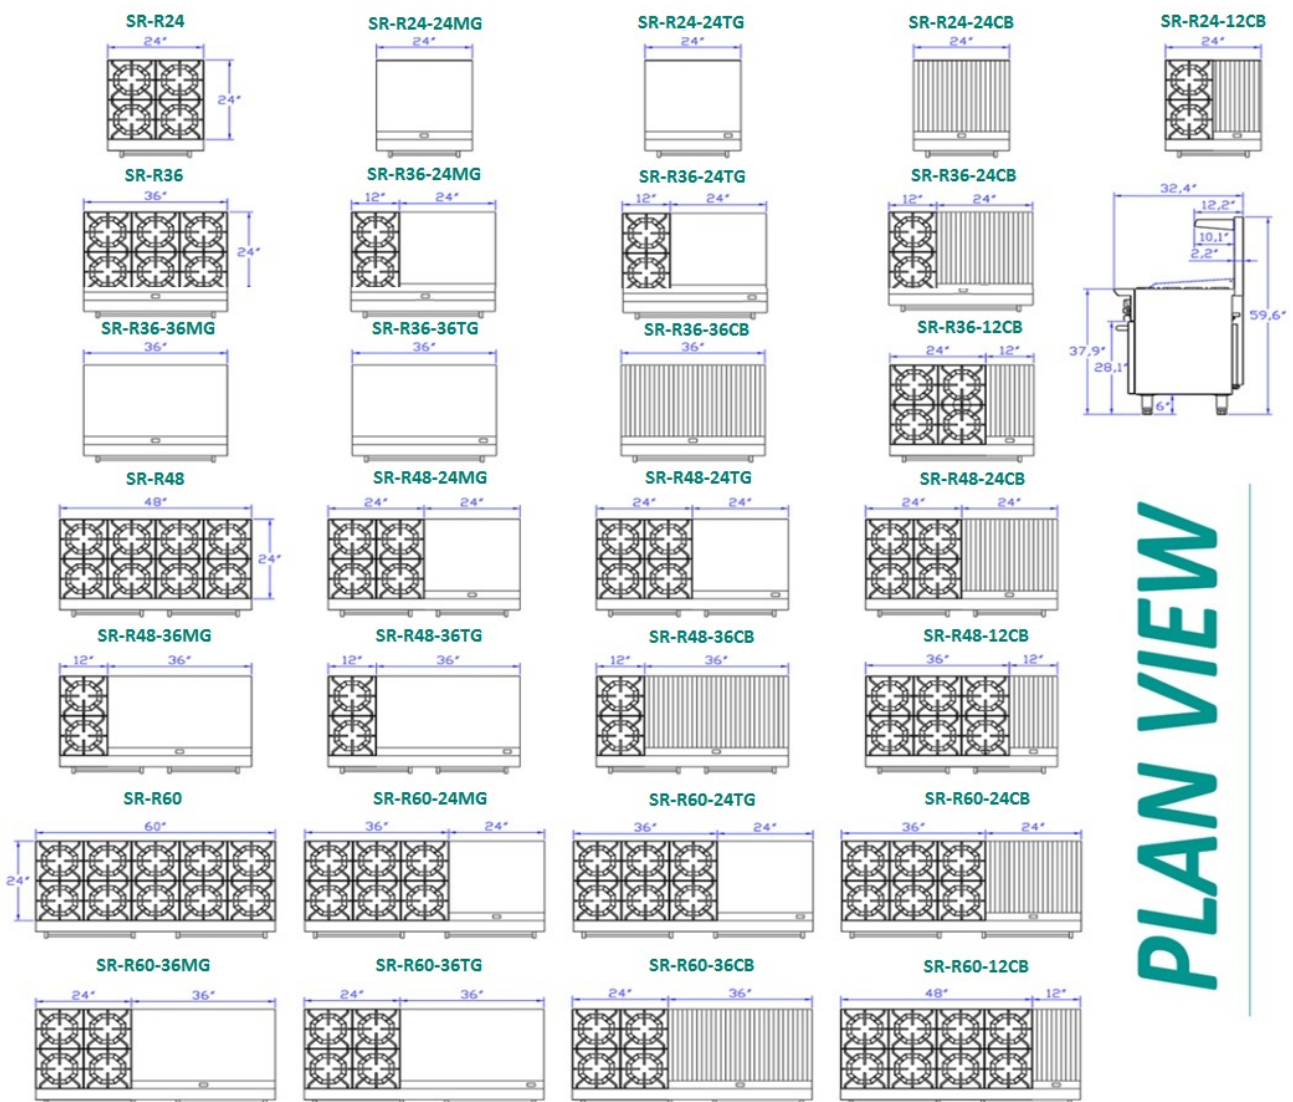 SR-R24 SR-R24-24MG SR-R24-24TG SR-R24-24CB SR-R24-12CB
24" 24" 24" 24" 24"
24"
SR-R36 SR-R36-24MG SR-R36-24TG SR-R36-24CB
36" 12" 24" 12" 24" 12" 24"
24"
32,4"
12,2"
10,1"
2,2"
59,6"
37,9"
28,1"
6"
SR-R36-36MG SR-R36-36TG SR-R36-36CB SR-R36-12CB
36" 36" 36" 24" 12"
SR-R48 SR-R48-24MG SR-R48-24TG SR-R48-24CB
48" 24" 24" 24" 24" 24" 24"
24"
SR-R48-36MG SR-R48-36TG SR-R48-36CB SR-R48-12CB
12" 36" 12" 36" 12" 36" 36" 12"
SR-R60 SR-R60-24MG SR-R60-24TG SR-R60-24CB
60" 36" 24" 36" 24" 36" 24"
24"
SR-R60-36MG SR-R60-36TG SR-R60-36CB SR-R60-12CB
24" 36" 24" 36" 24" 36" 48" 12"
PLAN VIEW